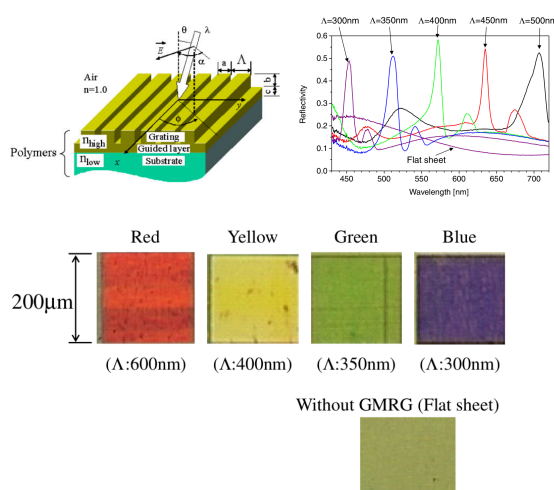 θ λ
E α a Λ
b
c
Air
n=1.0
y
ϕ
Polymers
n_high Grating
Guided layer
n_low x Substrate
Λ=300nm Λ=350nm Λ=400nm Λ=450nm Λ=500nm
0.6
0.5
0.4
0.3
0.2
0.1
0.0
Reflectivity
Flat sheet
450 500 550 600 650 700
Wavelength [nm]
Red Yellow Green Blue
200μm
(Λ:600nm) (Λ:400nm) (Λ:350nm) (Λ:300nm)
Without GMRG (Flat sheet)